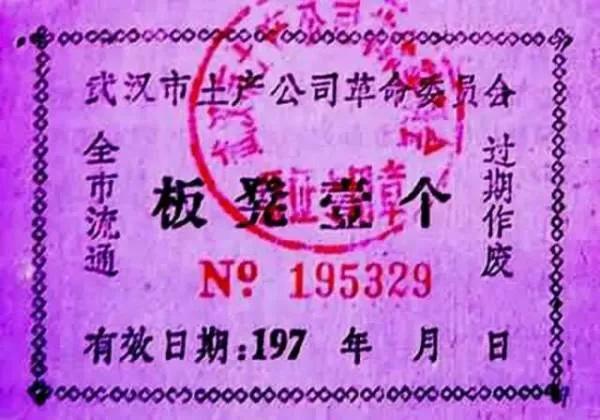 武汉市土产公司革命委员会
全市流通
板凳壹个
过期作废
Nº 195329
有效日期:197 年 月 日